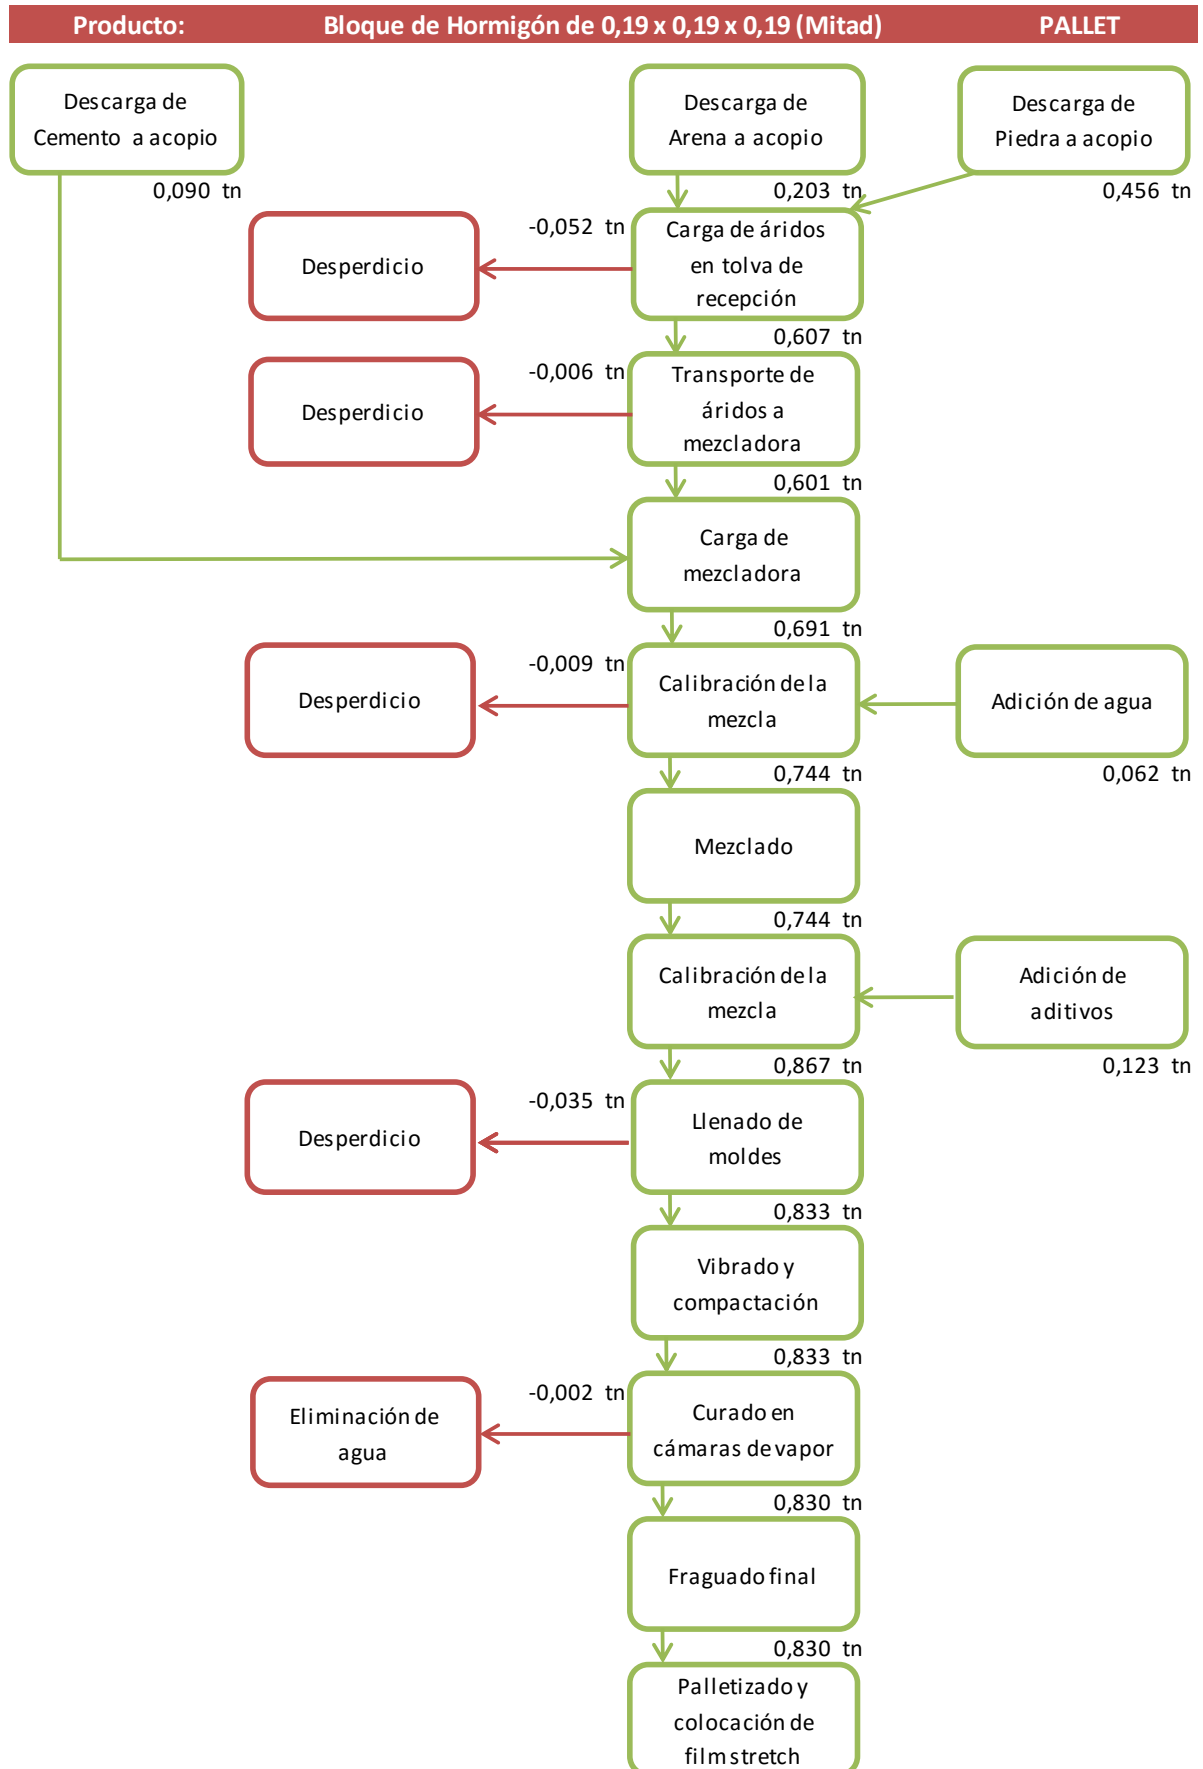 Producto: Bloque de Hormigón de 0,19 x 0,19 x 0,19 (Mitad) PALLET
Descarga de
Cemento a acopio
0,090 tn
Descarga de
Arena a acopio
0,203 tn
Descarga de
Piedra a acopio
0,456 tn
-0,052 tn
Desperdicio
Carga de áridos
en tolva de
recepción
0,607 tn
-0,006 tn
Desperdicio
Transporte de
áridos a
mezcladora
0,601 tn
Carga de
mezcladora
0,691 tn
-0,009 tn
Desperdicio
Calibración de la
mezcla
Adición de agua
0,744 tn
0,062 tn
Mezclado
0,744 tn
Calibración de la
mezcla
Adición de
aditivos
0,867 tn
0,123 tn
-0,035 tn
Desperdicio
Llenado de
moldes
0,833 tn
Vibrado y
compactación
0,833 tn
-0,002 tn
Eliminación de
agua
Curado en
cámaras de vapor
0,830 tn
Fraguado final
0,830 tn
Palletizado y
colocación de
film stretch